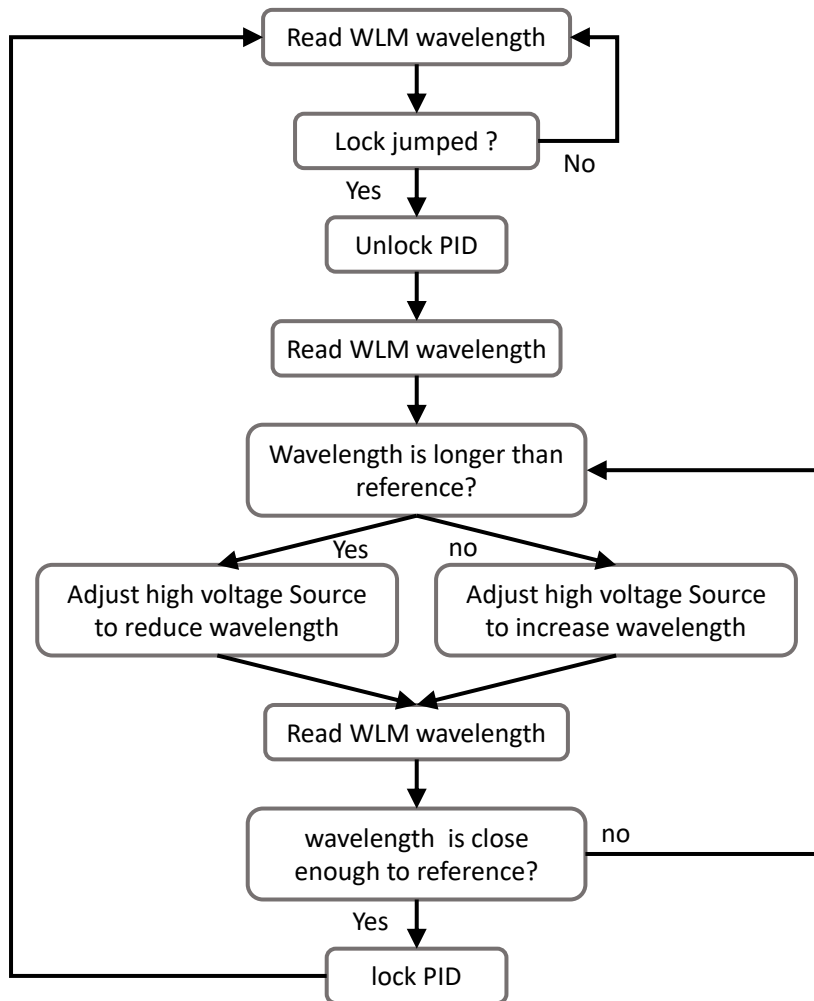 Read WLM wavelength
Lock jumped ?
No
Yes
Unlock PID
Read WLM wavelength
Wavelength is longer than
reference?
Yes
no
Adjust high voltage Source
to reduce wavelength
Adjust high voltage Source
to increase wavelength
Read WLM wavelength
wavelength is close
enough to reference?
no
Yes
lock PID